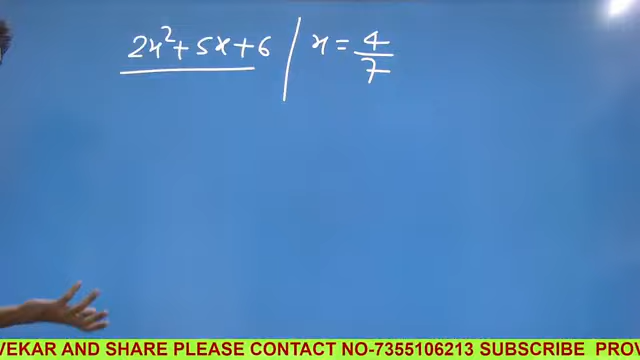 2x²+5x+6 | x = 4/7
VEKAR AND SHARE PLEASE CONTACT NO-7355106213 SUBSCRIBE PROV